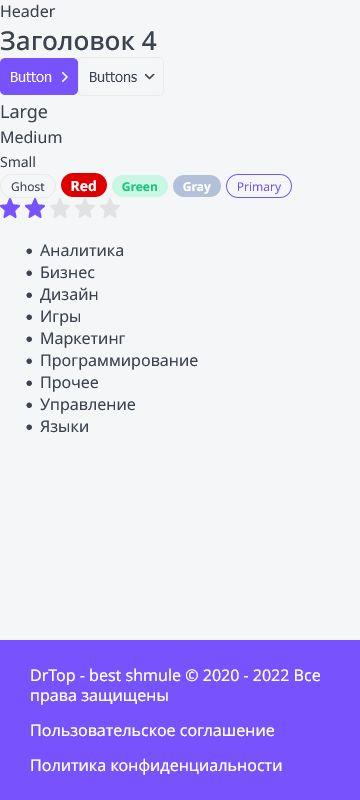 Header
Заголовок 4
Button Buttons
Large
Medium
Small
Ghost Red Green Gray Primary
Аналитика
Бизнес
Дизайн
Игры
Маркетинг
Программирование
Прочее
Управление
Языки
DrTop - best shmule © 2020 - 2022 Все
права защищены
Пользовательское соглашение
Политика конфиденциальности